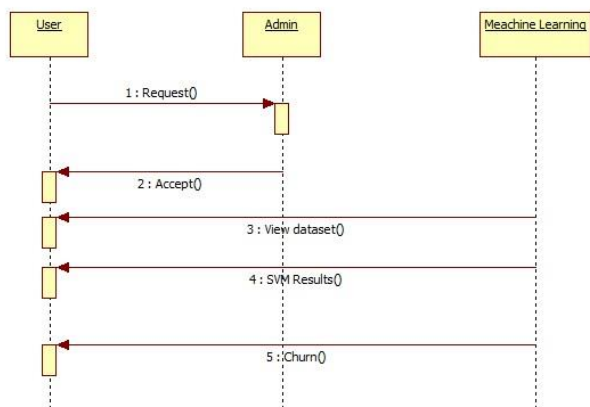 User
Admin
Meachine Learning
1 : Request()
2 : Accept()
3 : View dataset()
4 : SVM Results()
5 : Churn()